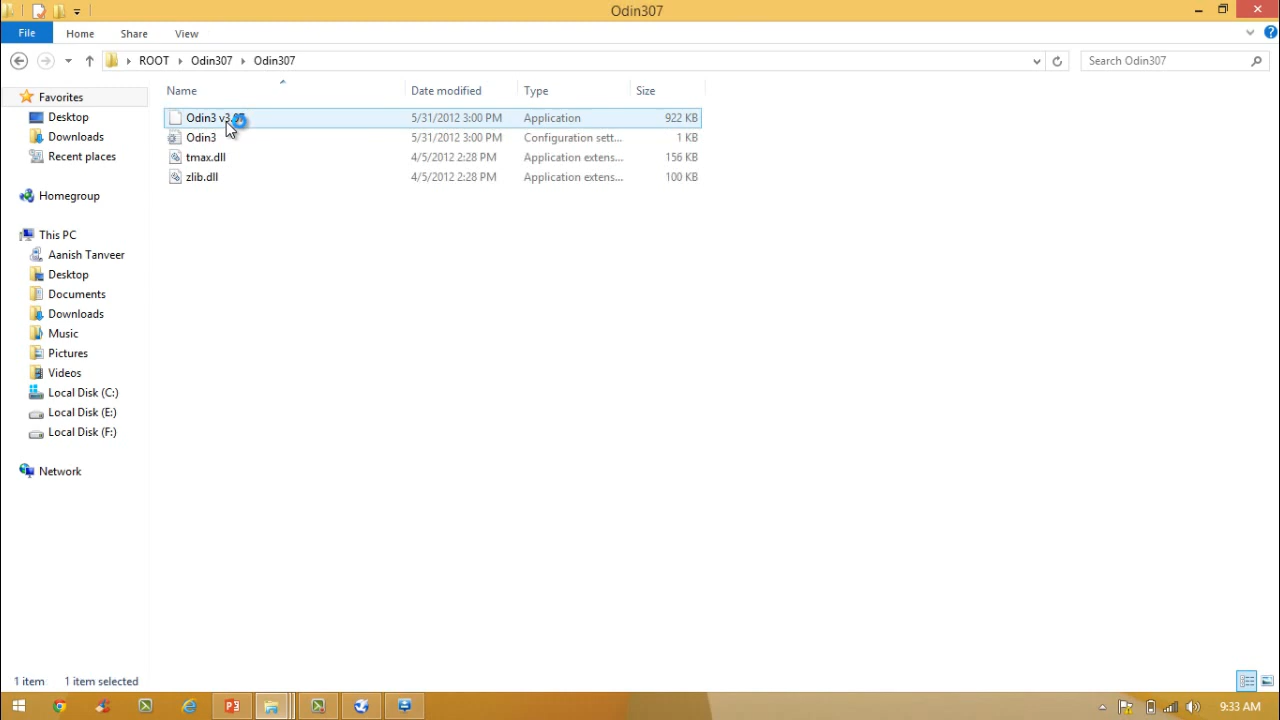 Odin307
File Home Share View
ROOT Odin307 Odin307 Search Odin307
Name Date modified Type Size
Favorites
Desktop
Downloads
Recent places
Homegroup
This PC
Aanish Tanveer
Desktop
Documents
Downloads
Music
Pictures
Videos
Local Disk (C:)
Local Disk (E:)
Local Disk (F:)
Network
Odin3 5/31/2012 3:00 PM Application 922 KB
Odin3 5/31/2012 3:00 PM Configuration sett... 1 KB
tmax.dll 4/5/2012 2:28 PM Application extens... 156 KB
zlib.dll 4/5/2012 2:28 PM Application extens... 100 KB
1 item 1 item selected
9:33 AM